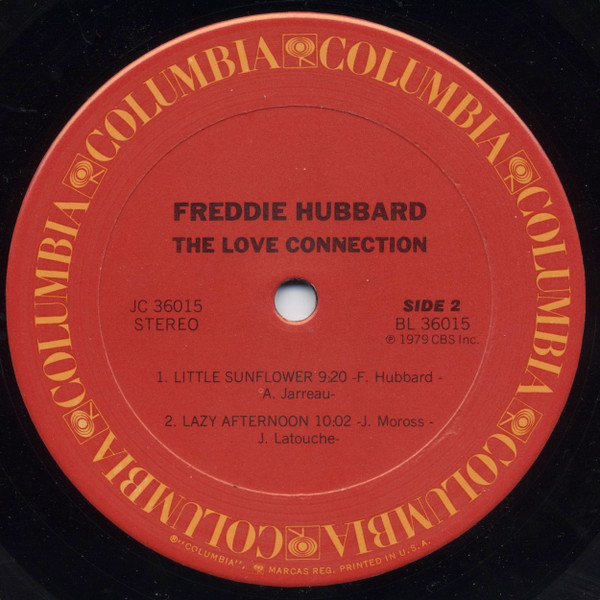 COLUMBIA COLUMBIA COLUMBIA COLUMBIA COLUMBIA COLUMBIA
FREDDIE HUBBARD
THE LOVE CONNECTION
JC 36015
STEREO
SIDE 2
BL 36015
℗ 1979 CBS Inc.
1. LITTLE SUNFLOWER 9:20 -F. Hubbard -
A. Jarreau-
2. LAZY AFTERNOON 10:02 -J. Moross -
J. Latouche-
®"COLUMBIA", MARCAS REG. PRINTED IN U.S.A.